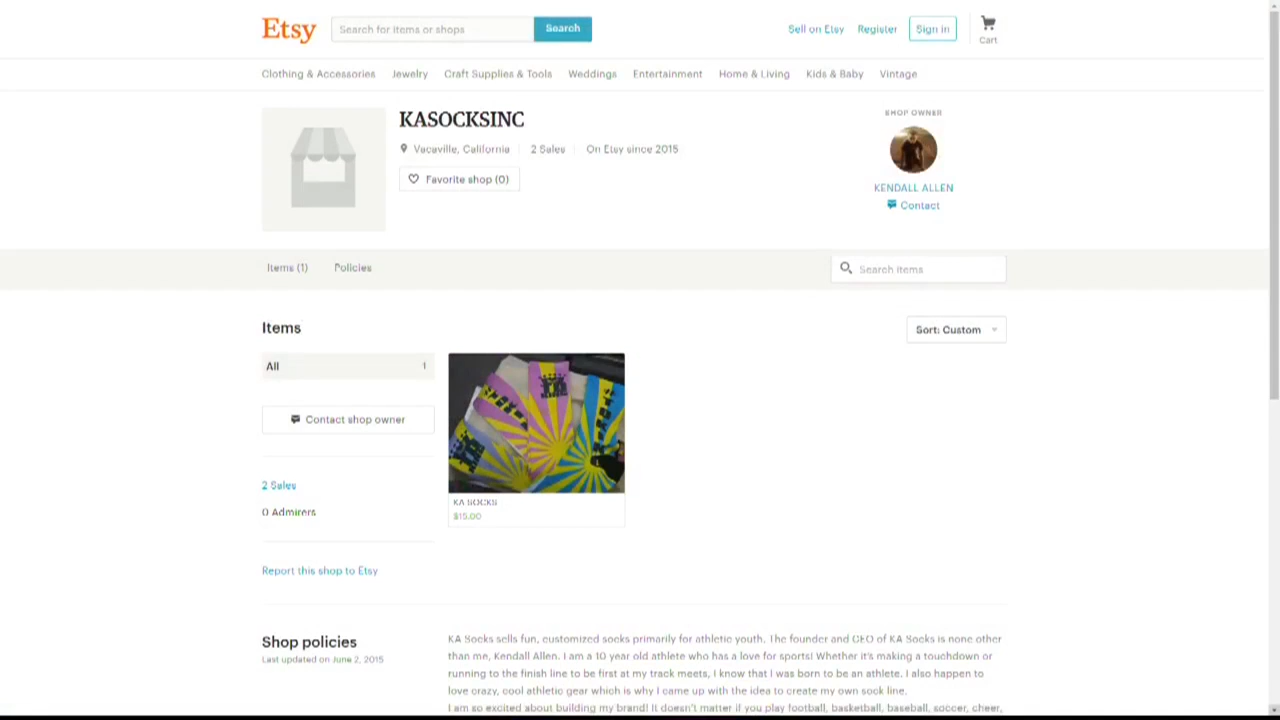 Etsy
Search for items or shops
Search
Sell on Etsy
Register
Sign in
Cart
Clothing & Accessories
Jewelry
Craft Supplies & Tools
Weddings
Entertainment
Home & Living
Kids & Baby
Vintage
KASOCKSINC
Vacaville, California
2 Sales
On Etsy since 2015
Favorite shop (0)
SHOP OWNER
KENDALL ALLEN
Contact
Items (1)
Policies
Search items
Items
Sort: Custom
All
1
Contact shop owner
2 Sales
0 Admirers
Report this shop to Etsy
KA SOCKS
$15.00
Shop policies
Last updated on June 2, 2015
KA Socks sells fun, customized socks primarily for athletic youth. The founder and CEO of KA Socks is none other
than me, Kendall Allen. I am a 10 year old athlete who has a love for sports! Whether it's making a touchdown or
running to the finish line to be first at my track meets, I know that I was born to be an athlete. I also happen to
love crazy, cool athletic gear which is why I came up with the idea to create my own sock line.
I am so excited about building my brand! It doesn't matter if you play football, basketball, baseball, soccer, cheer,